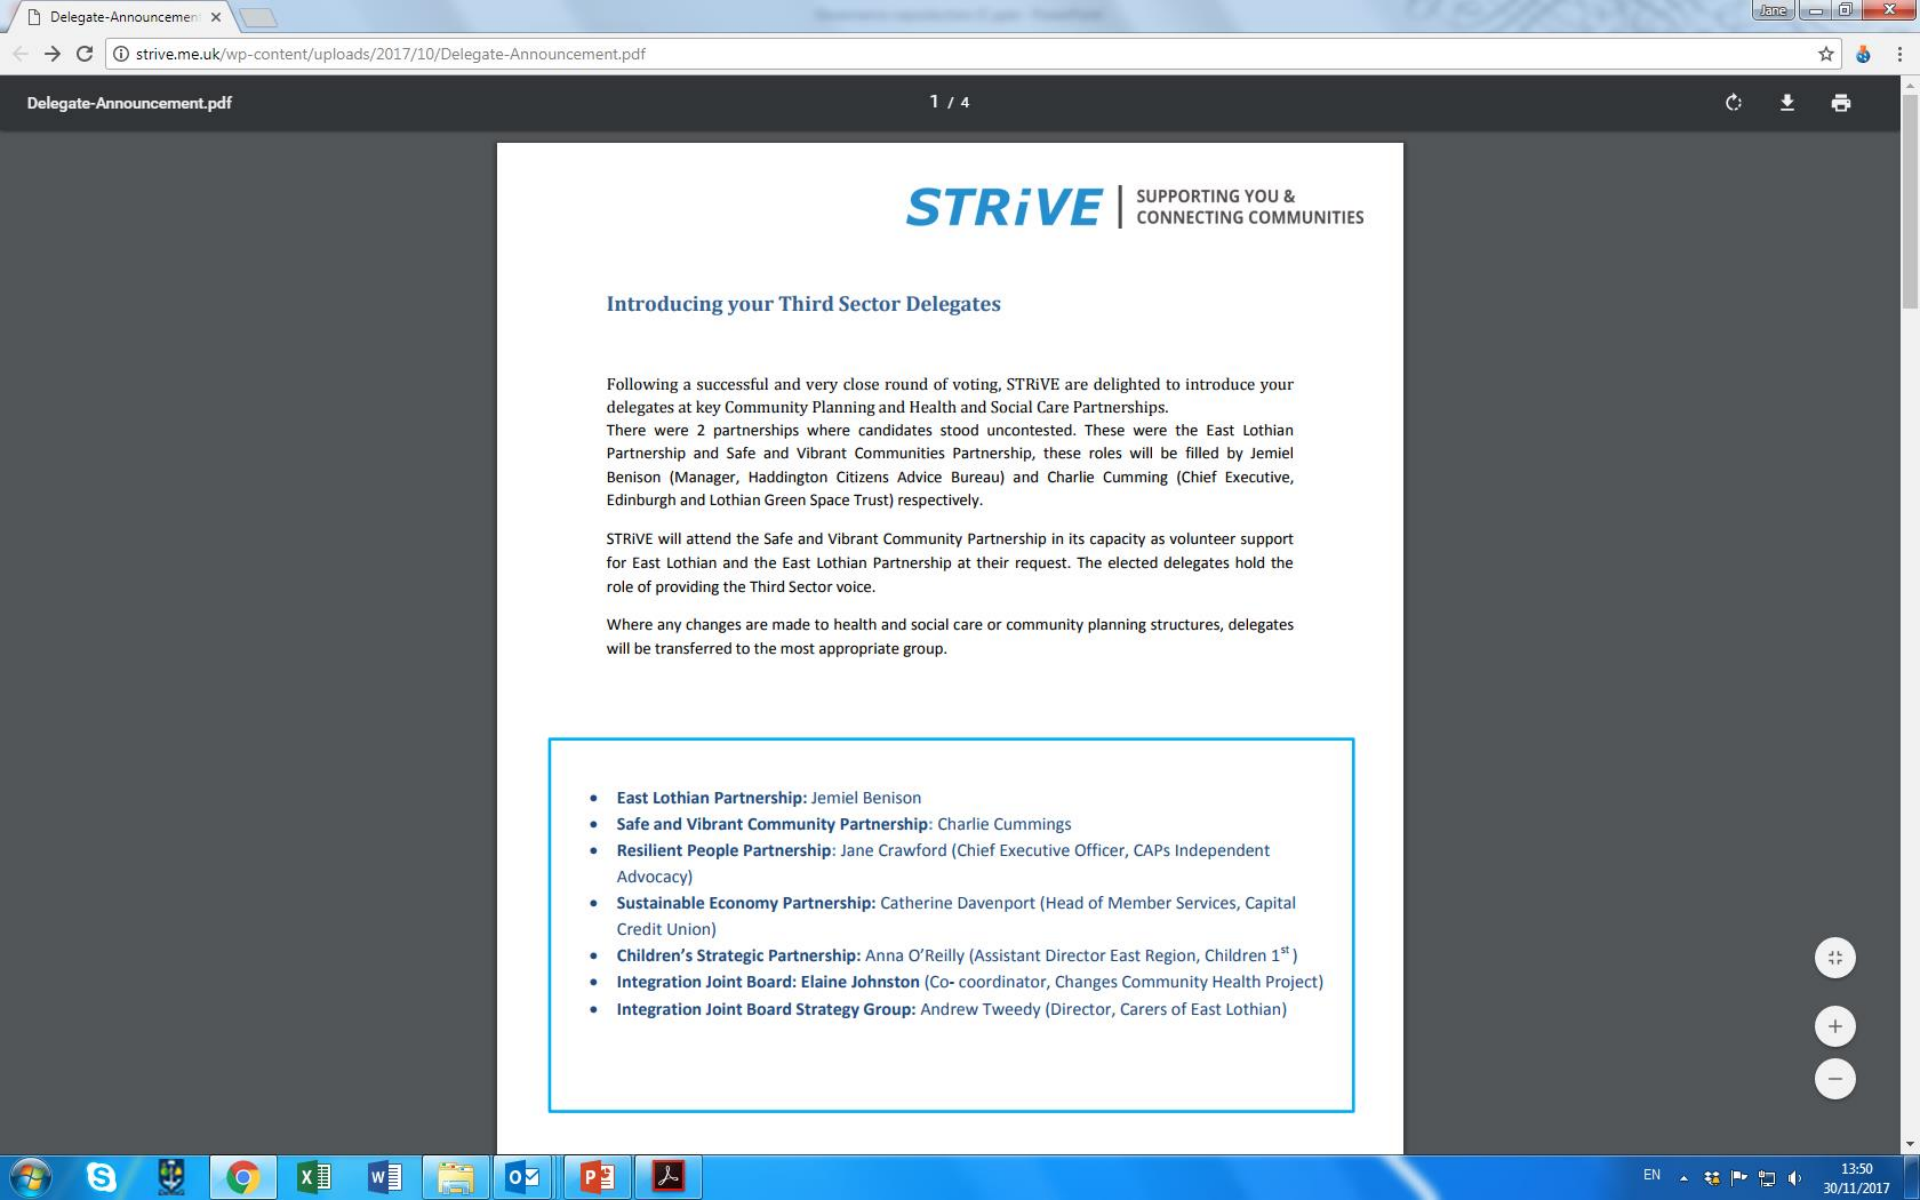 Delegate-Announcement
Jane
strive.me.uk/wp-content/uploads/2017/10/Delegate-Announcement.pdf
Delegate-Announcement.pdf
1 / 4
STRiVE
SUPPORTING YOU &
CONNECTING COMMUNITIES
Introducing your Third Sector Delegates
Following a successful and very close round of voting, STRiVE are delighted to introduce your
delegates at key Community Planning and Health and Social Care Partnerships.
There were 2 partnerships where candidates stood uncontested. These were the East Lothian
Partnership and Safe and Vibrant Communities Partnership, these roles will be filled by Jemiel
Benison (Manager, Haddington Citizens Advice Bureau) and Charlie Cumming (Chief Executive,
Edinburgh and Lothian Green Space Trust) respectively.
STRiVE will attend the Safe and Vibrant Community Partnership in its capacity as volunteer support
for East Lothian and the East Lothian Partnership at their request. The elected delegates hold the
role of providing the Third Sector voice.
Where any changes are made to health and social care or community planning structures, delegates
will be transferred to the most appropriate group.
• East Lothian Partnership: Jemiel Benison
• Safe and Vibrant Community Partnership: Charlie Cummings
• Resilient People Partnership: Jane Crawford (Chief Executive Officer, CAPs Independent
Advocacy)
• Sustainable Economy Partnership: Catherine Davenport (Head of Member Services, Capital
Credit Union)
• Children’s Strategic Partnership: Anna O’Reilly (Assistant Director East Region, Children 1st)
• Integration Joint Board: Elaine Johnston (Co- coordinator, Changes Community Health Project)
• Integration Joint Board Strategy Group: Andrew Tweedy (Director, Carers of East Lothian)
EN
13:50
30/11/2017